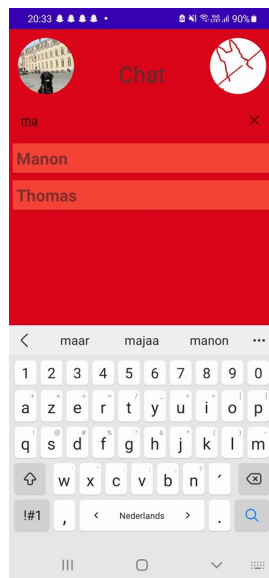 20:33 90%
Chat
ma
Manon
Thomas
maar majaa manon
1 2 3 4 5 6 7 8 9 0
a z e r t y u i o p
q s d f g h j k l m
w x c v b n ´
!#1 , < Nederlands > .